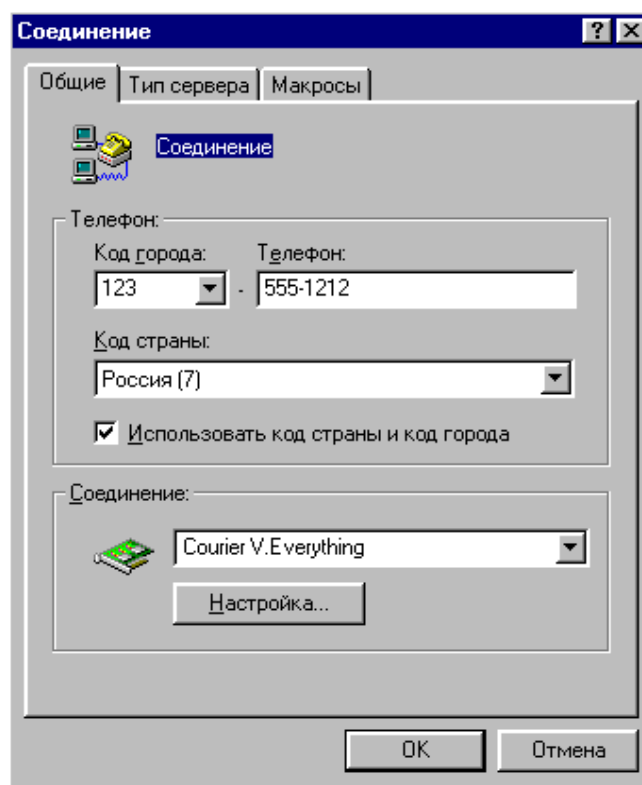 Соединение
Общие Тип сервера Макросы
Соединение
Телефон:
Код города: Телефон:
123 - 555-1212
Код страны:
Россия (7)
Использовать код страны и код города
Соединение:
Courier V.Everything
Настройка...
OK Отмена